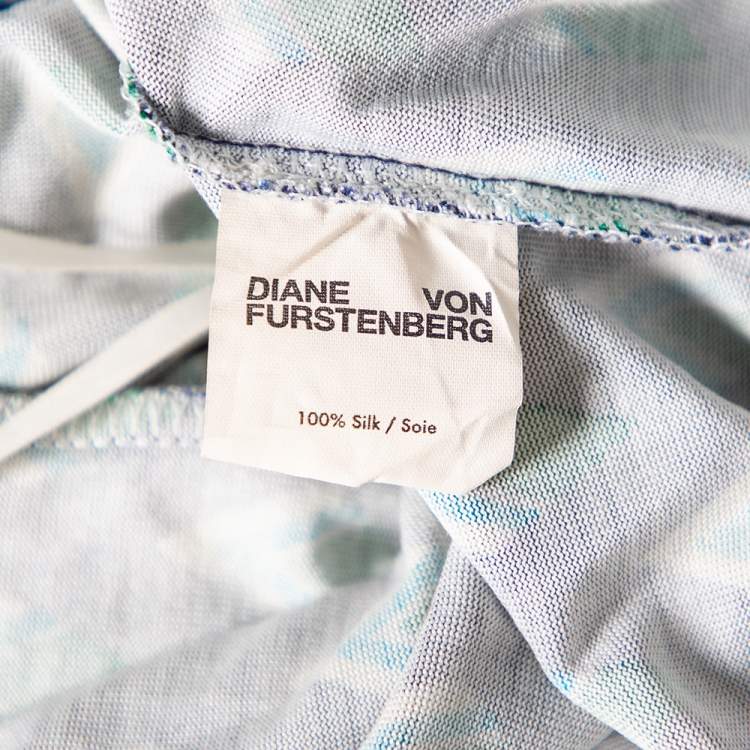 DIANE VON
FURSTENBERG
100% Silk / Soie